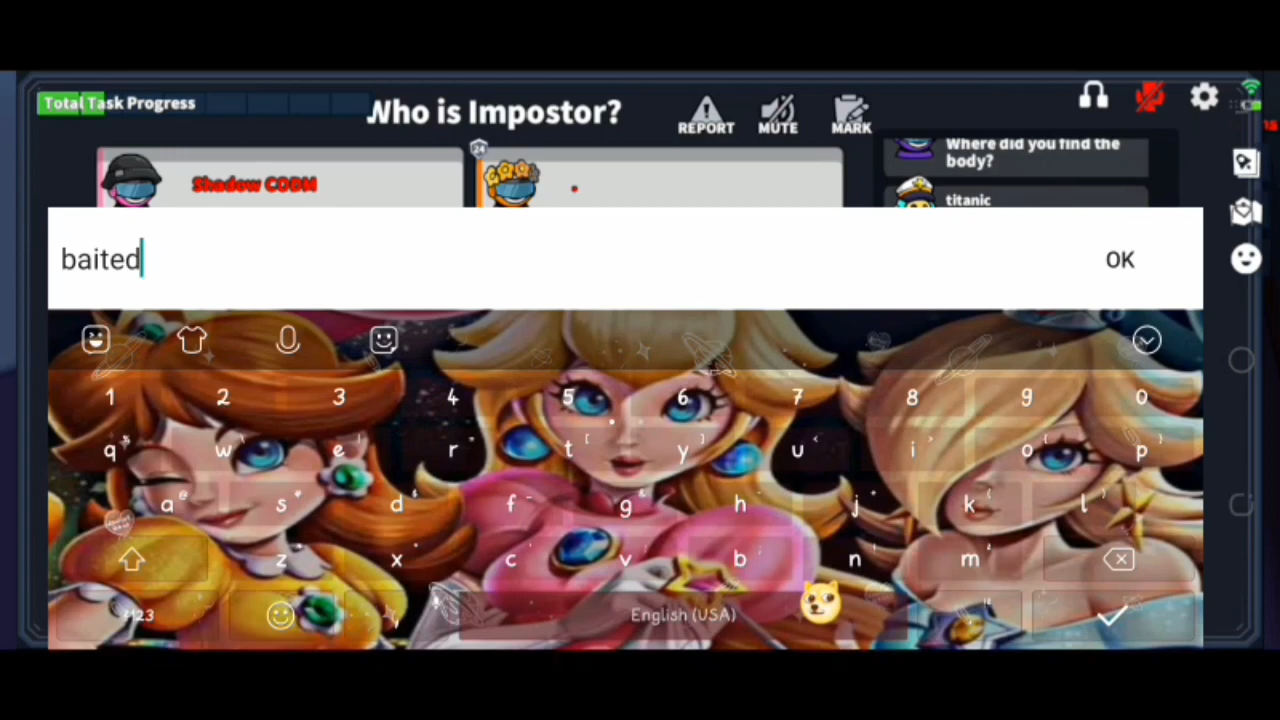 Total Task Progress
Who is Impostor?
REPORT
MUTE
MARK
Where did you find the
body?
24
Shadow CODM
.
titanic
baited
OK
1 2 3 4 5 6 7 8 9 0
q w e r t y u i o p
a s d f g h j k l
z x c v b n m
English (USA)